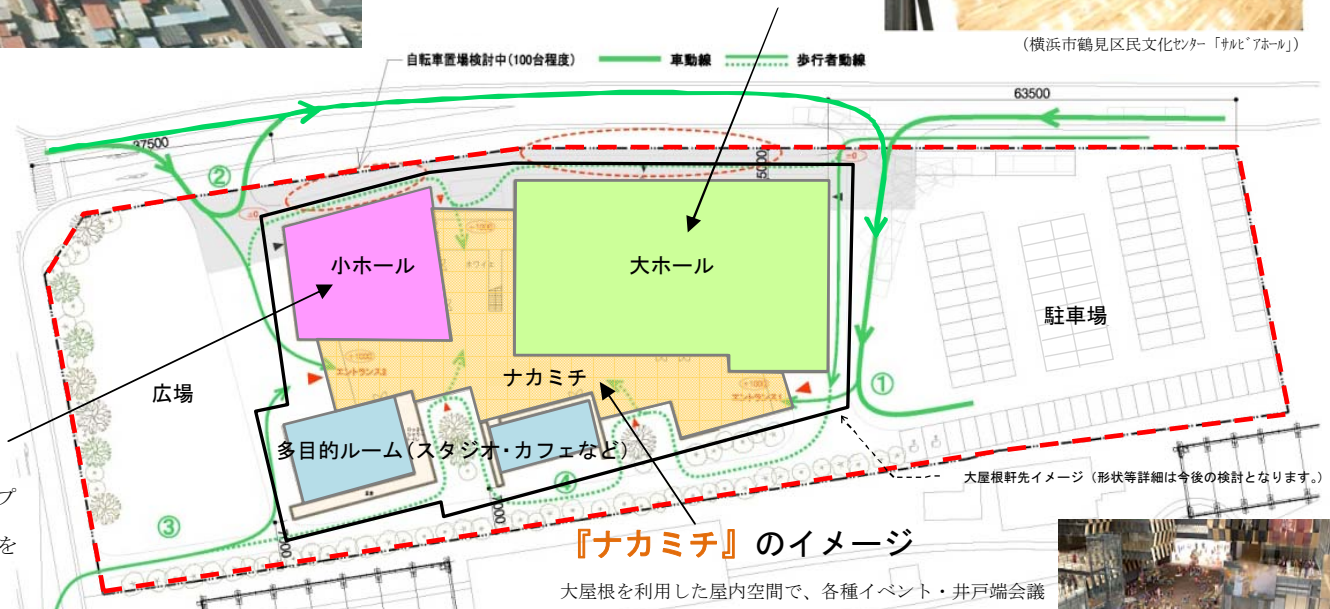 (横浜市鶴見区民文化ｾﾝﾀｰ「ｻﾙﾋﾞｱﾎｰﾙ」)
自転車置場検討中(100台程度)
車動線
歩行者動線
63500
37500
5000
②
±0
±0
+1000
ホワイエ
小ホール
大ホール
駐車場
+1000
エントランス2
ナカミチ
+1000
エントランス1
①
広場
多目的ルーム(スタジオ・カフェなど)
④
大屋根軒先イメージ（形状等詳細は今後の検討となります。）
プ
を
③
『ナカミチ』のイメージ
大屋根を利用した屋内空間で、各種イベント・井戸端会議